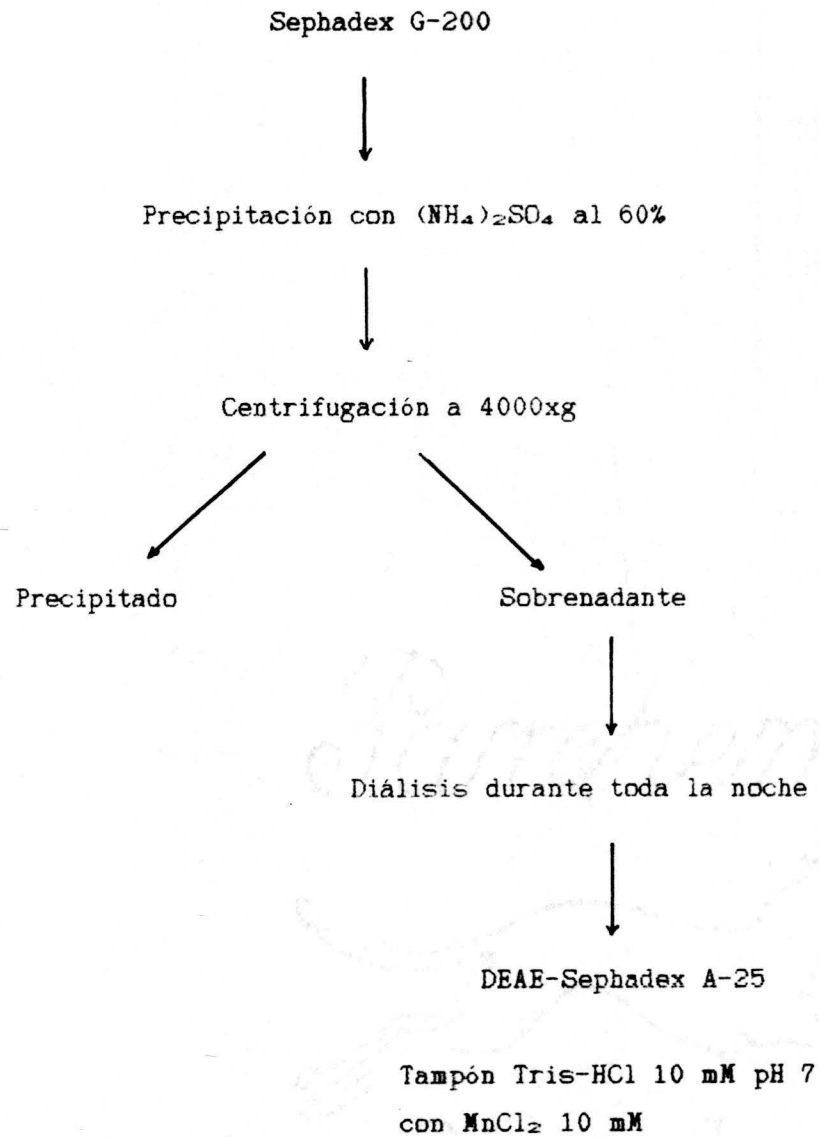 Sephadex G-200
Precipitación con (NH₄)₂SO₄ al 60%
Centrifugación a 4000xg
Precipitado
Sobrenadante
Diálisis durante toda la noche
DEAE-Sephadex A-25
Tampón Tris-HCl 10 mM pH 7
con MnCl₂ 10 mM